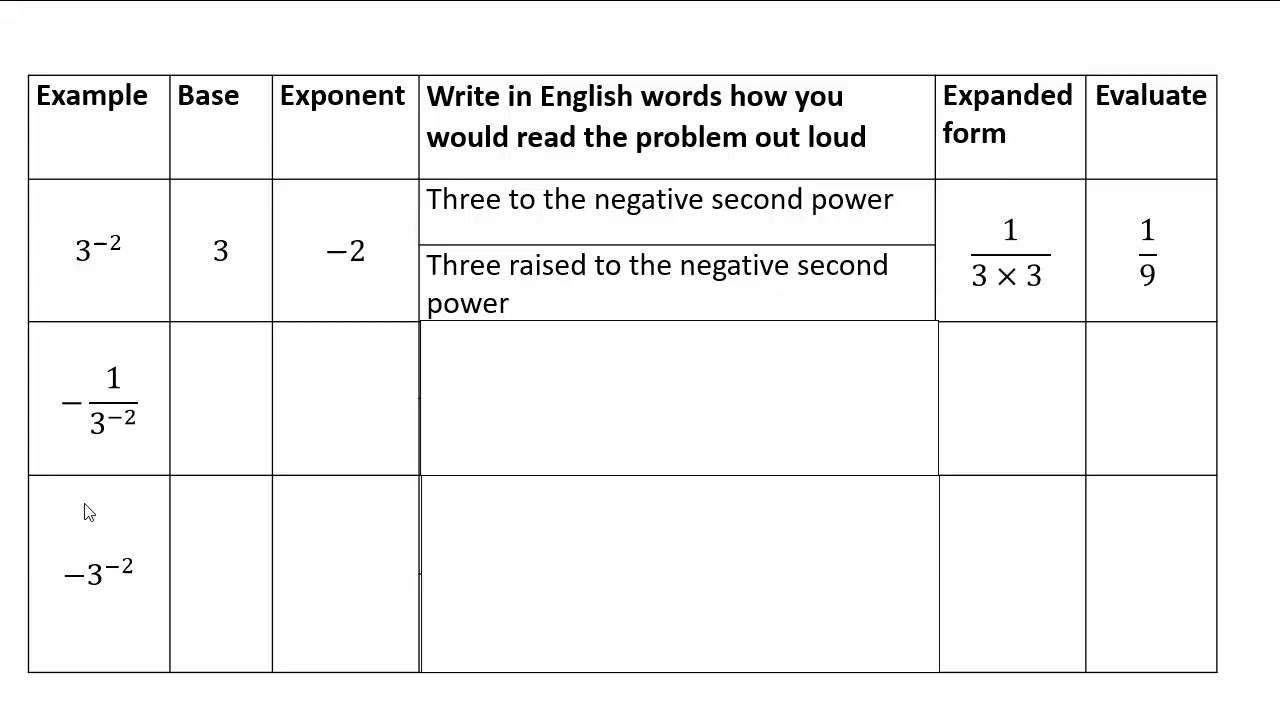 Example Base Exponent Write in English words how you would read the problem out loud Expanded form Evaluate
3⁻² 3 −2 Three to the negative second power
Three raised to the negative second
power
1/(3 × 3) 1/9
−1/3⁻²
−3⁻²